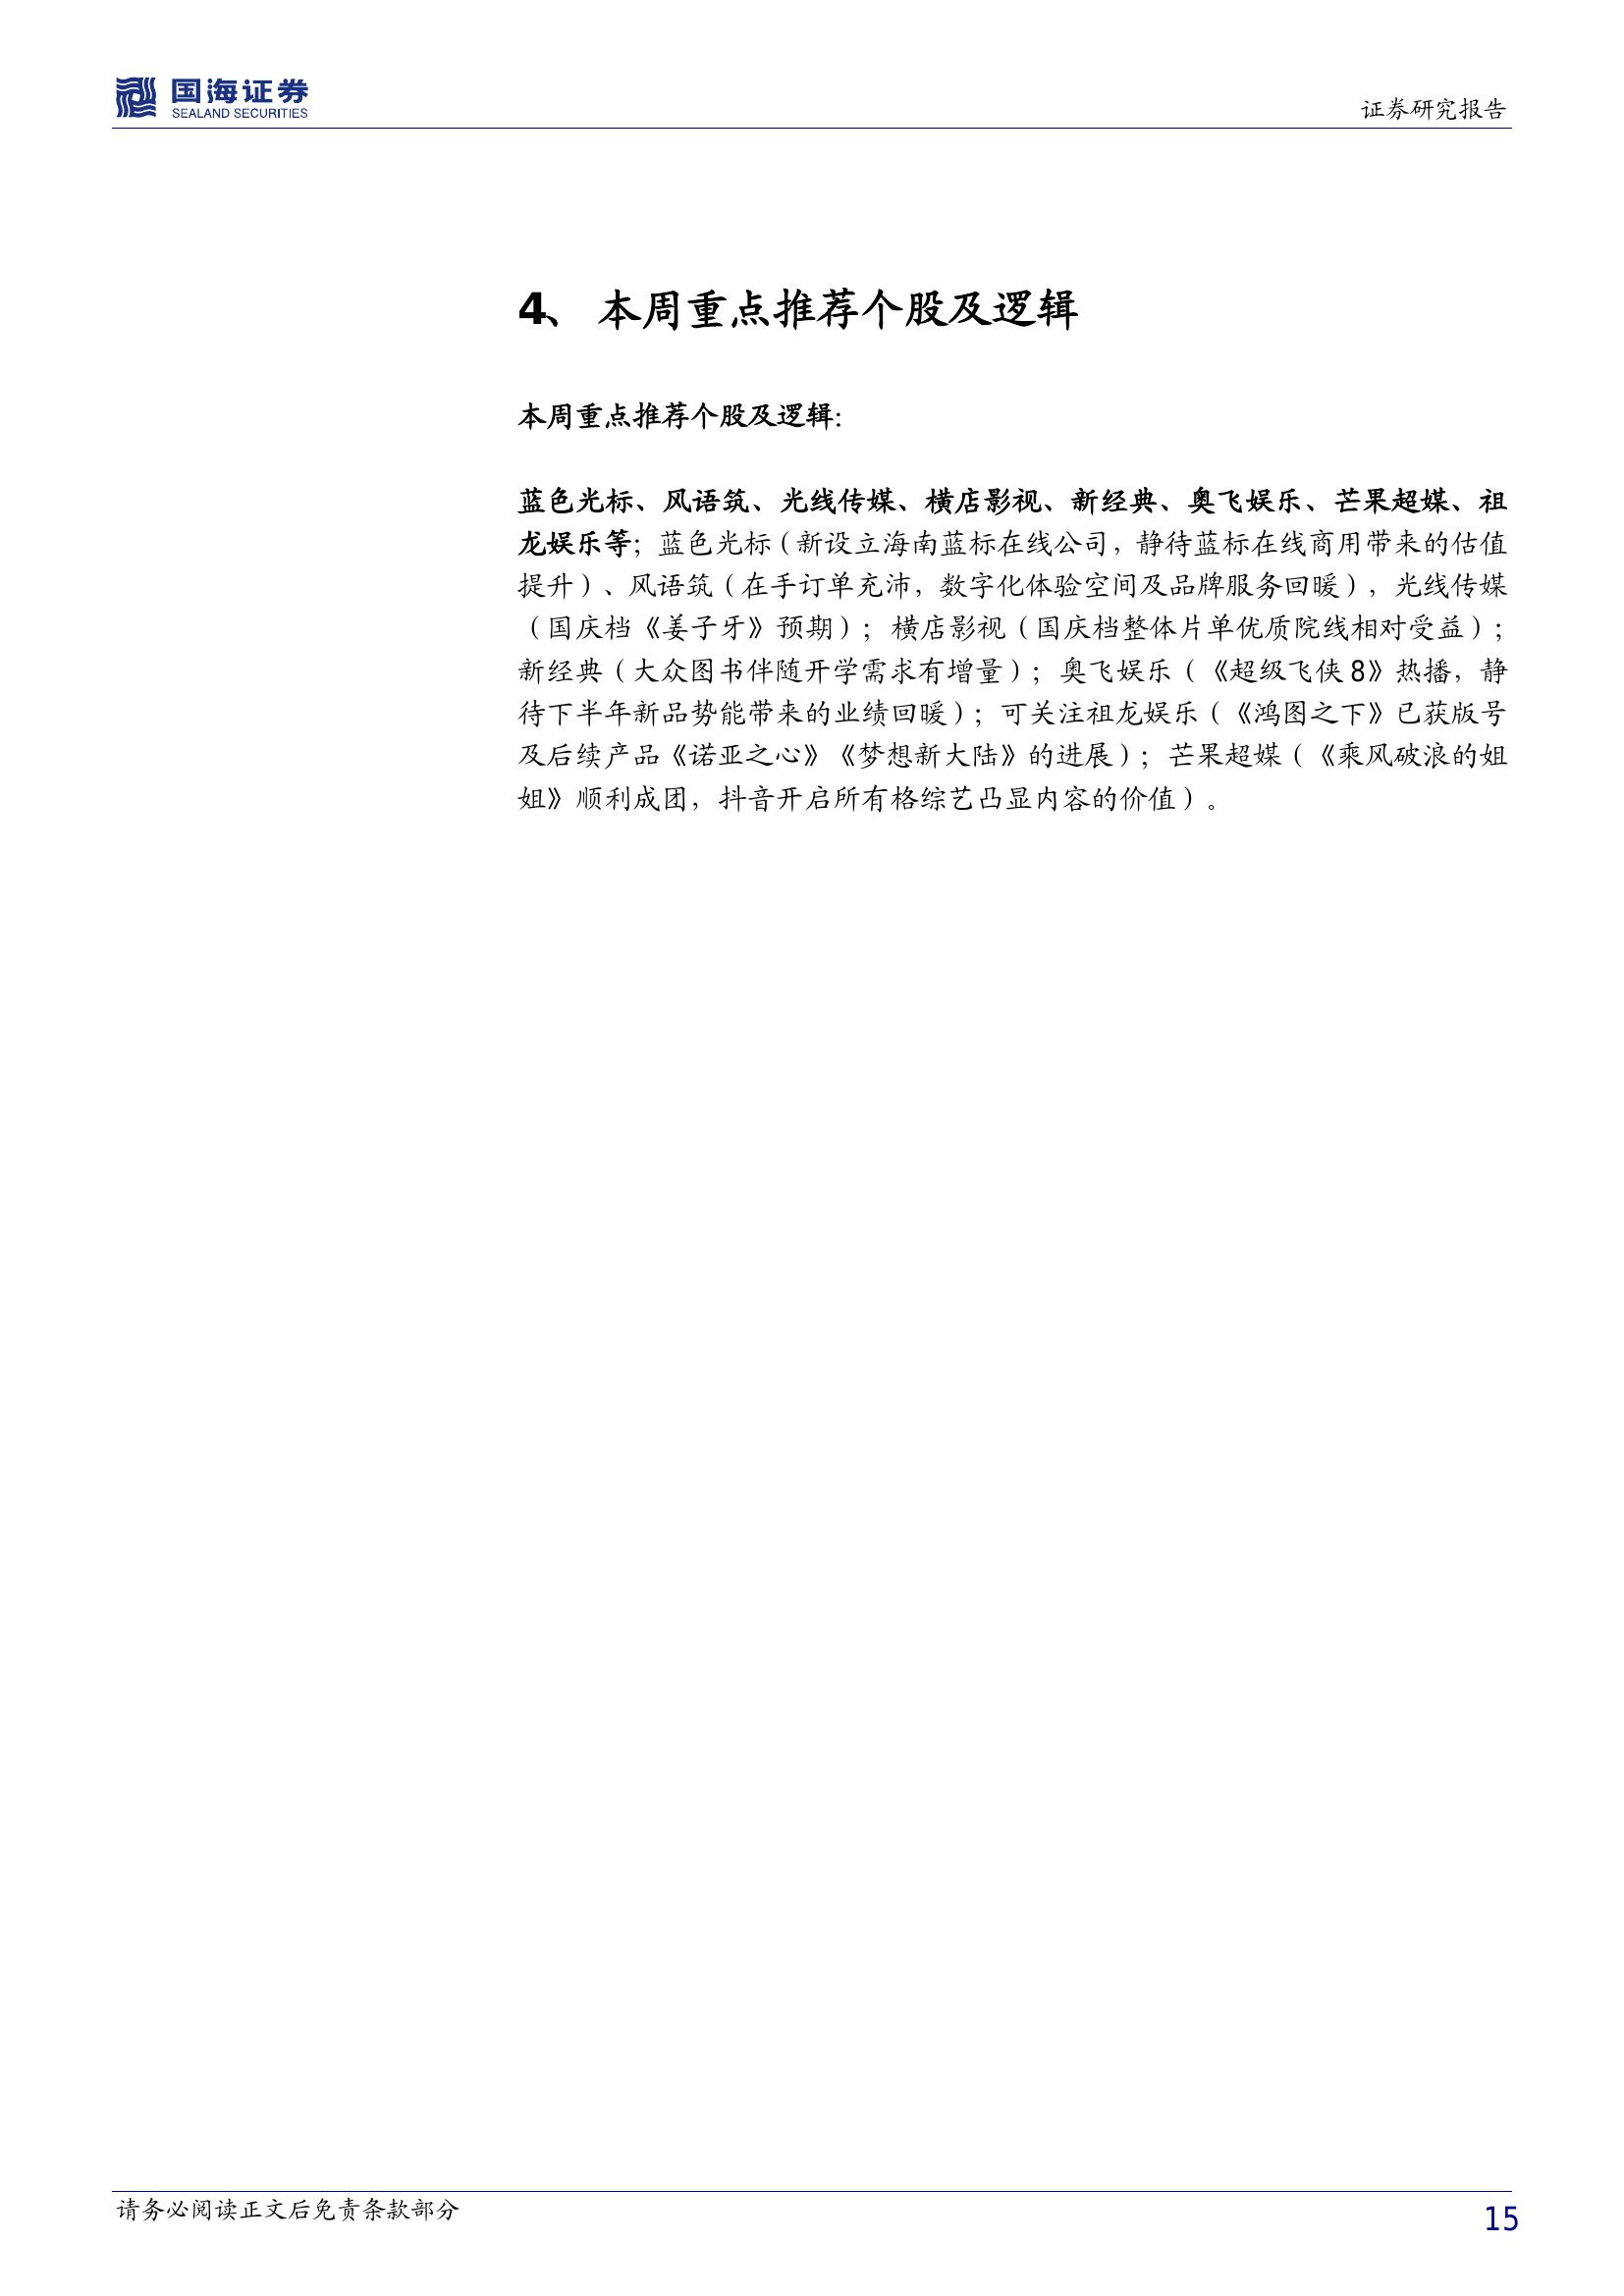 国海证券
SEALAND SECURITIES
证券研究报告
4、 本周重点推荐个股及逻辑
本周重点推荐个股及逻辑：
蓝色光标、风语筑、光线传媒、横店影视、新经典、奥飞娱乐、芒果超媒、祖
龙娱乐等；蓝色光标（新设立海南蓝标在线公司，静待蓝标在线商用带来的估值
提升）、风语筑（在手订单充沛，数字化体验空间及品牌服务回暖），光线传媒
（国庆档《姜子牙》预期）；横店影视（国庆档整体片单优质院线相对受益）；
新经典（大众图书伴随开学需求有增量）；奥飞娱乐（《超级飞侠 8》热播，静
待下半年新品势能带来的业绩回暖）；可关注祖龙娱乐（《鸿图之下》已获版号
及后续产品《诺亚之心》《梦想新大陆》的进展）；芒果超媒（《乘风破浪的姐
姐》顺利成团，抖音开启所有格综艺凸显内容的价值）。
请务必阅读正文后免责条款部分
15